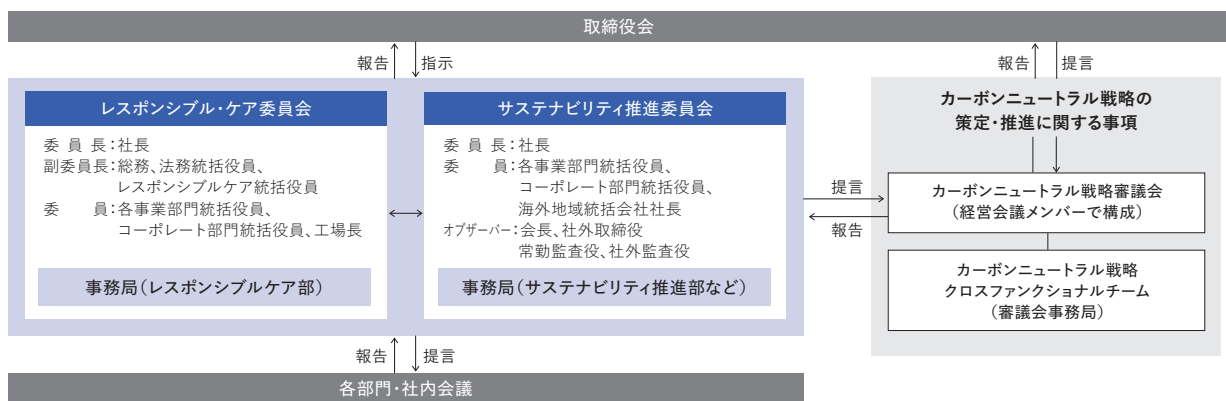 取締役会
報告
指示
報告
提言
レスポンシブル・ケア委員会
委員長:社長
副委員長:総務、法務統括役員、
レスポンシブルケア統括役員
委員:各事業部門統括役員、
コーポレート部門統括役員、工場長
事務局(レスポンシブルケア部)
サステナビリティ推進委員会
委員長:社長
委員:各事業部門統括役員、
コーポレート部門統括役員、
海外地域統括会社社長
オブザーバー:会長、社外取締役
常勤監査役、社外監査役
事務局(サステナビリティ推進部など)
提言
報告
カーボンニュートラル戦略の
策定・推進に関する事項
カーボンニュートラル戦略審議会
(経営会議メンバーで構成)
カーボンニュートラル戦略
クロスファンクショナルチーム
(審議会事務局)
報告
提言
各部門・社内会議